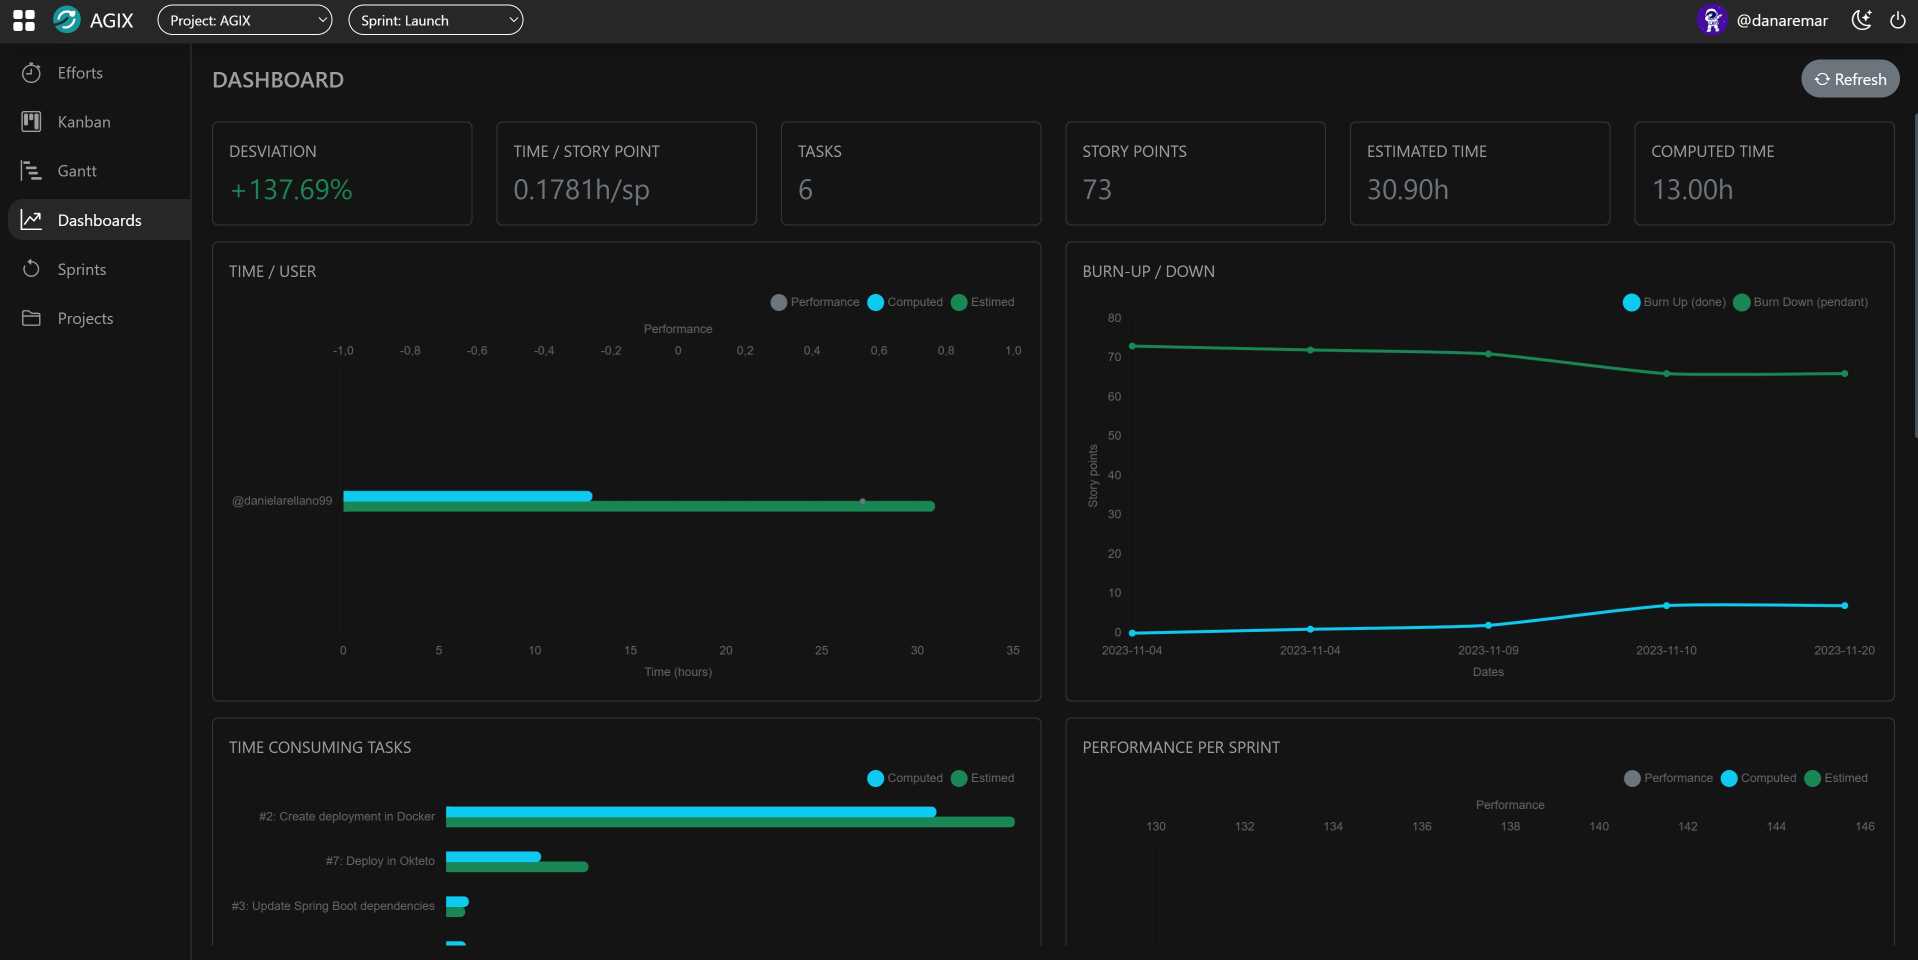 AGIX
Project: AGIX
Sprint: Launch
@danaremar
Efforts
Kanban
Gantt
Dashboards
Sprints
Projects
DASHBOARD
Refresh
DESVIATION
+137.69%
TIME / STORY POINT
0.1781h/sp
TASKS
6
STORY POINTS
73
ESTIMATED TIME
30.90h
COMPUTED TIME
13.00h
TIME / USER
Performance Computed Estimed
Performance
-1,0 -0,8 -0,6 -0,4 -0,2 0 0,2 0,4 0,6 0,8 1,0
@danielarellano99
0 5 10 15 20 25 30 35
Time (hours)
BURN-UP / DOWN
Burn Up (done) Burn Down (pendant)
80
70
60
50
40
30
20
10
0
Story points
2023-11-04 2023-11-04 2023-11-09 2023-11-10 2023-11-20
Dates
TIME CONSUMING TASKS
Computed Estimed
#2: Create deployment in Docker
#7: Deploy in Okteto
#3: Update Spring Boot dependencies
PERFORMANCE PER SPRINT
Performance Computed Estimed
Performance
130 132 134 136 138 140 142 144 146